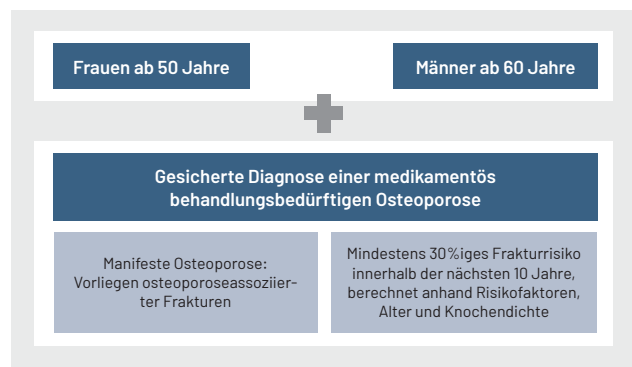 Frauen ab 50 Jahre
Männer ab 60 Jahre
Gesicherte Diagnose einer medikamentös
behandlungsbedürftigen Osteoporose
Manifeste Osteoporose:
Vorliegen osteoporoseassoziier-
ter Frakturen
Mindestens 30%iges Frakturrisiko
innerhalb der nächsten 10 Jahre,
berechnet anhand Risikofaktoren,
Alter und Knochendichte